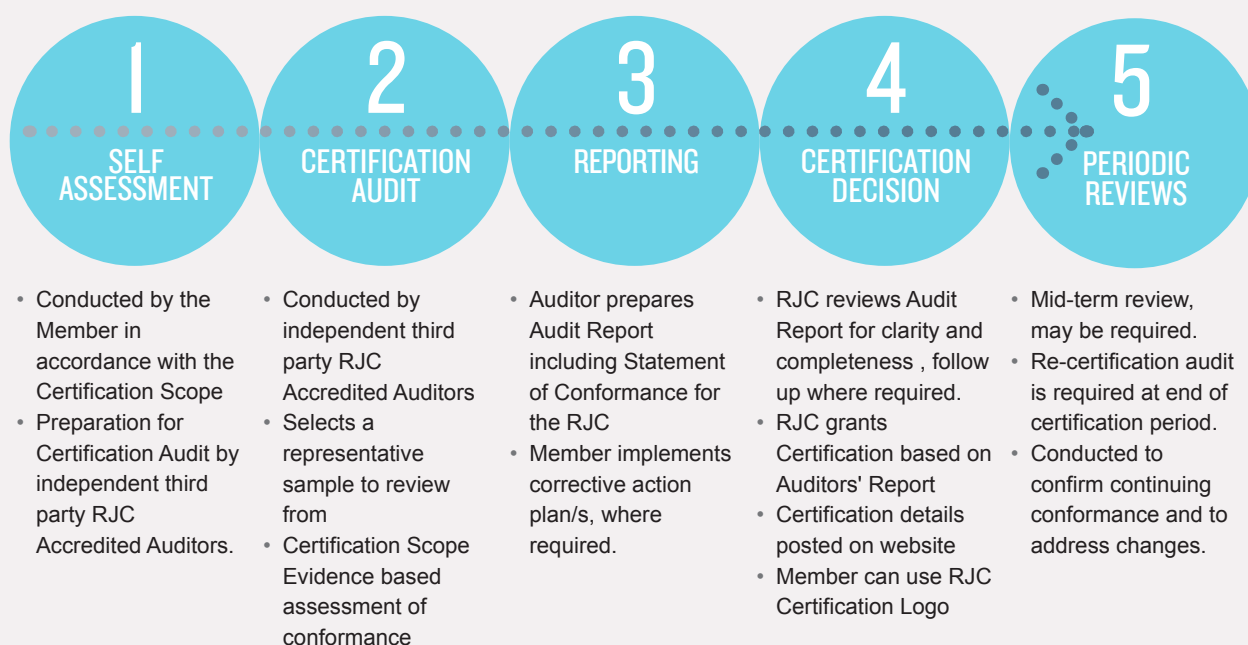 1
SELF
ASSESSMENT
• Conducted by the
Member in
accordance with the
Certification Scope
• Preparation for
Certification Audit by
independent third
party RJC
Accredited Auditors.
2
CERTIFICATION
AUDIT
• Conducted by
independent third
party RJC
Accredited Auditors
• Selects a
representative
sample to review
from
• Certification Scope
Evidence based
assessment of
conformance
3
REPORTING
• Auditor prepares
Audit Report
including Statement
of Conformance for
the RJC
• Member implements
corrective action
plan/s, where
required.
4
CERTIFICATION
DECISION
• RJC reviews Audit
Report for clarity and
completeness , follow
up where required.
• RJC grants
Certification based on
Auditors' Report
• Certification details
posted on website
• Member can use RJC
Certification Logo
5
PERIODIC
REVIEWS
• Mid-term review,
may be required.
• Re-certification audit
is required at end of
certification period.
• Conducted to
confirm continuing
conformance and to
address changes.